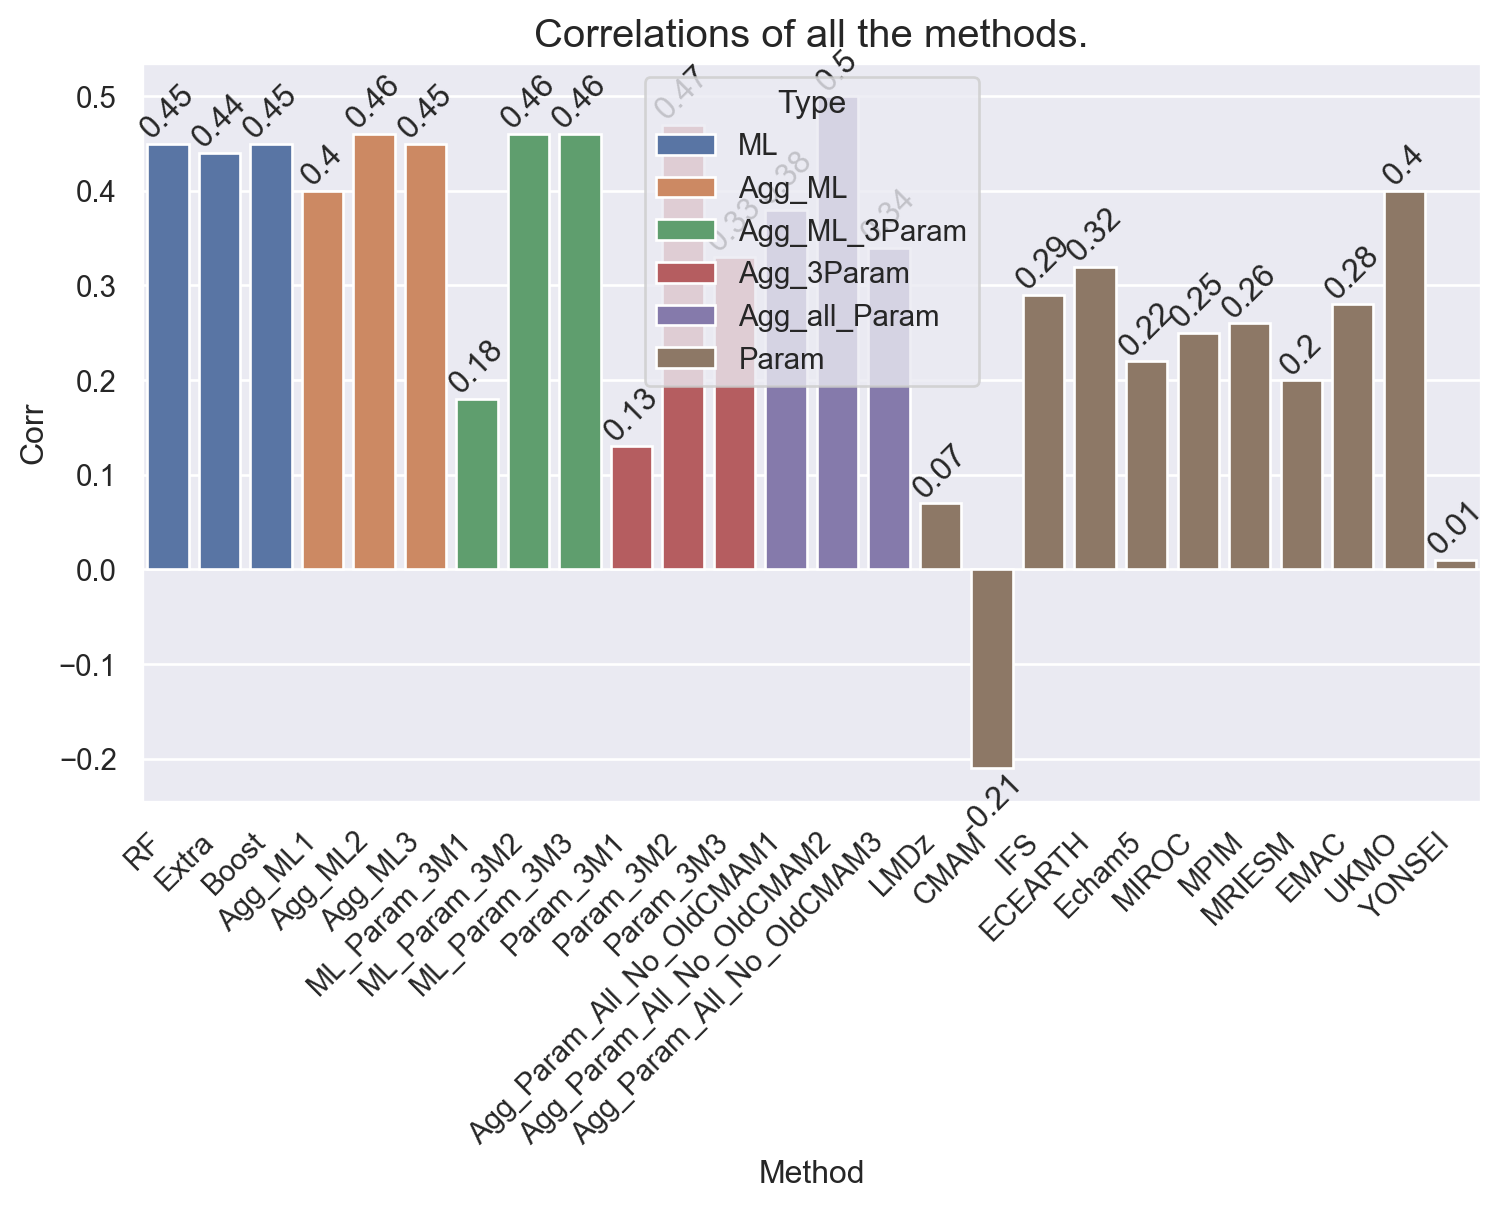 Correlations of all the methods.
Corr
0.5
0.4
0.3
0.2
0.1
0.0
−0.1
−0.2
0.45
0.44
0.45
0.4
0.46
0.45
0.18
0.46
0.46
0.13
0.47
0.33
0.38
0.5
0.34
0.07
-0.21
0.29
0.32
0.22
0.25
0.26
0.2
0.28
0.4
0.01
Type
ML
Agg_ML
Agg_ML_3Param
Agg_3Param
Agg_all_Param
Param
RF
Extra
Boost
Agg_ML1
Agg_ML2
Agg_ML3
ML_Param_3M1
ML_Param_3M2
ML_Param_3M3
Param_3M1
Param_3M2
Param_3M3
Agg_Param_All_No_OldCMAM1
Agg_Param_All_No_OldCMAM2
Agg_Param_All_No_OldCMAM3
LMDz
CMAM
IFS
ECEARTH
Echam5
MIROC
MPIM
MRIESM
EMAC
UKMO
YONSEI
Method